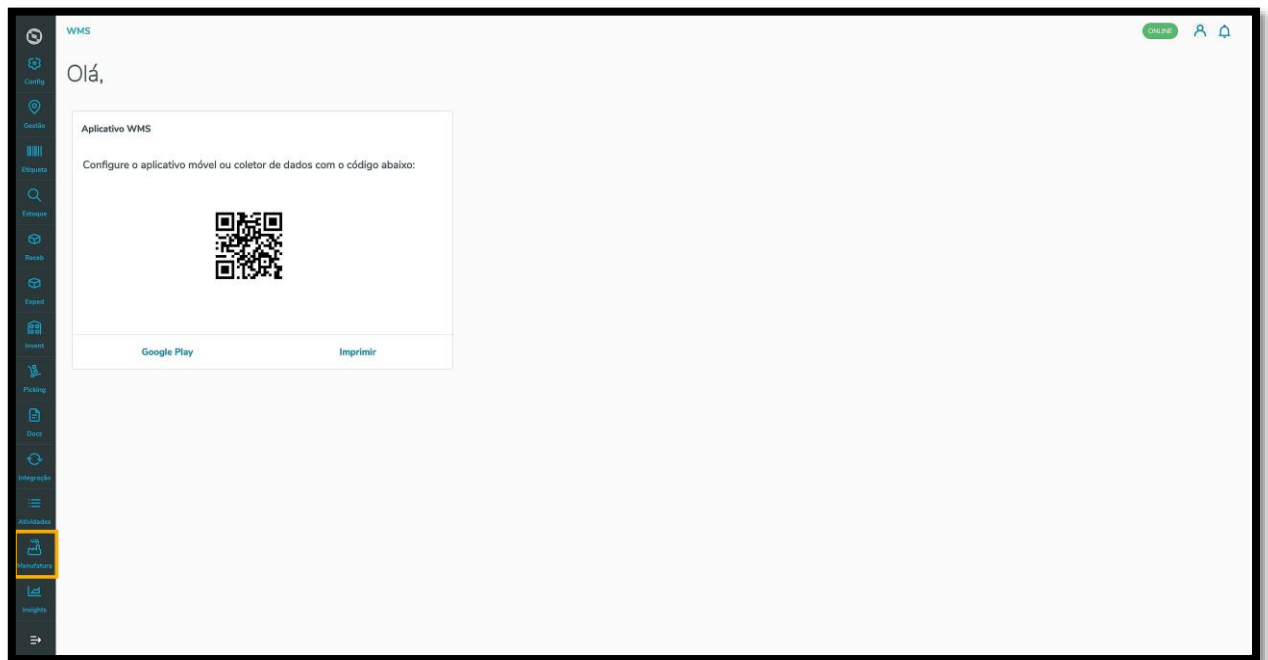 WMS
ONLINE
Olá,
Config
Gestão
Etiqueta
Estoque
Receb
Exped
Invent
Picking
Docs
Integração
Atividades
Manufatura
Insights
Aplicativo WMS
Configure o aplicativo móvel ou coletor de dados com o código abaixo:
Google Play
Imprimir